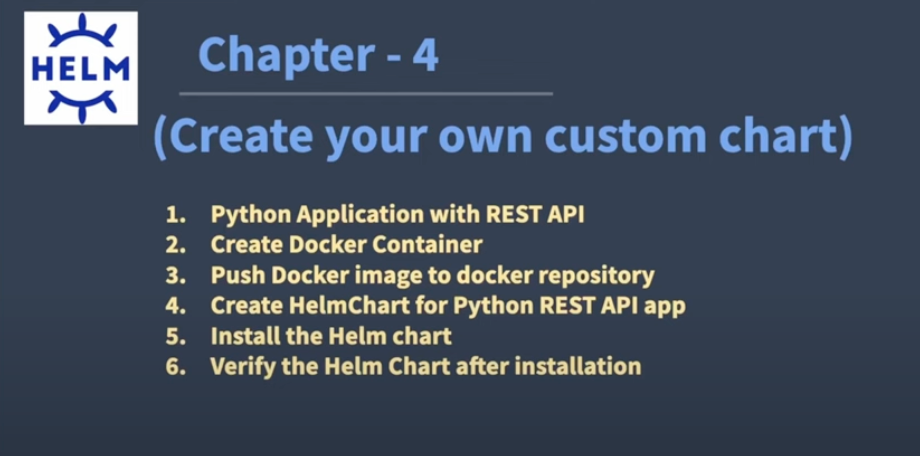 HELM
Chapter - 4
(Create your own custom chart)
1. Python Application with REST API
2. Create Docker Container
3. Push Docker image to docker repository
4. Create HelmChart for Python REST API app
5. Install the Helm chart
6. Verify the Helm Chart after installation